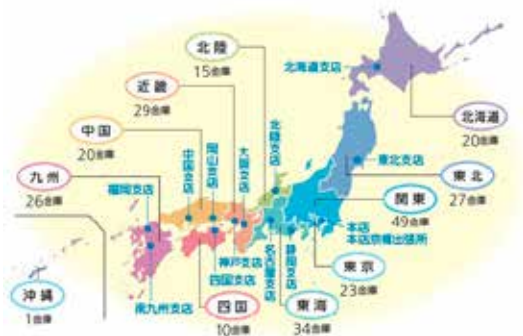 北陸
15金庫
近畿
29金庫
中国
20金庫
九州
26金庫
沖縄
1金庫
北海道支店
北海道
20金庫
東北支店
東北
27金庫
関東
49金庫
本店
本店京橋出張所
東京
23金庫
東海
34金庫
四国
10金庫
北陸支店
大阪支店
岡山支店
中国支店
福岡支店
南九州支店
神戸支店
四国支店
名古屋支店
静岡支店